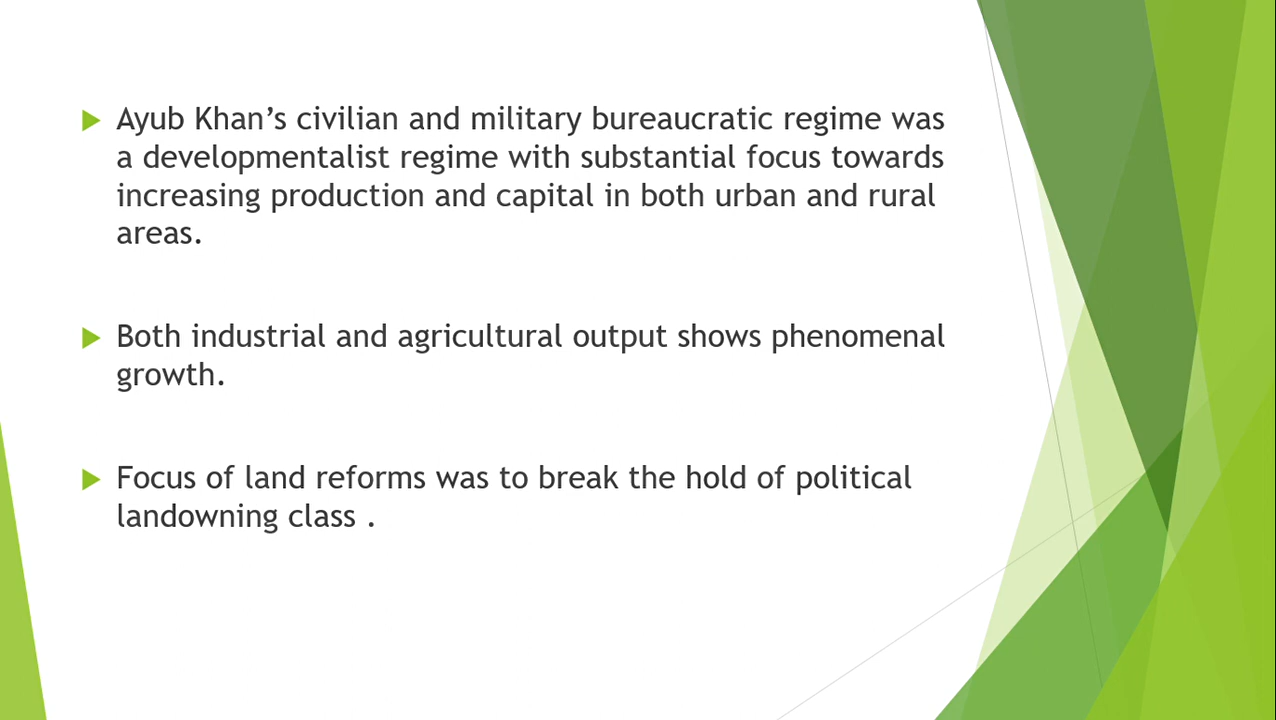 Ayub Khan’s civilian and military bureaucratic regime was
a developmentalist regime with substantial focus towards
increasing production and capital in both urban and rural
areas.
Both industrial and agricultural output shows phenomenal
growth.
Focus of land reforms was to break the hold of political
landowning class .